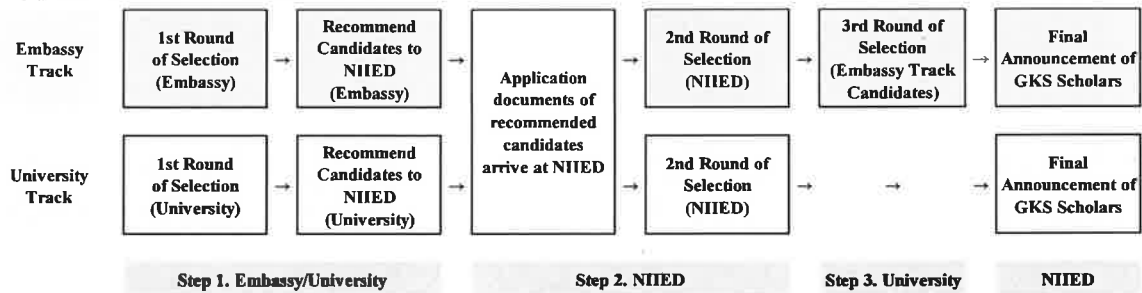 Embassy
Track
1st Round
of Selection
(Embassy)
→
Recommend
Candidates to
NIIED
(Embassy)
→
Application
documents of
recommended
candidates
arrive at NIIED
→
2nd Round of
Selection
(NIIED)
→
3rd Round of
Selection
(Embassy Track
Candidates)
→
Final
Announcement of
GKS Scholars
University
Track
1st Round
of Selection
(University)
→
Recommend
Candidates to
NIIED
(University)
→
→
2nd Round of
Selection
(NIIED)
→
→
→
Final
Announcement of
GKS Scholars
Step 1. Embassy/University
Step 2. NIIED
Step 3. University
NIIED